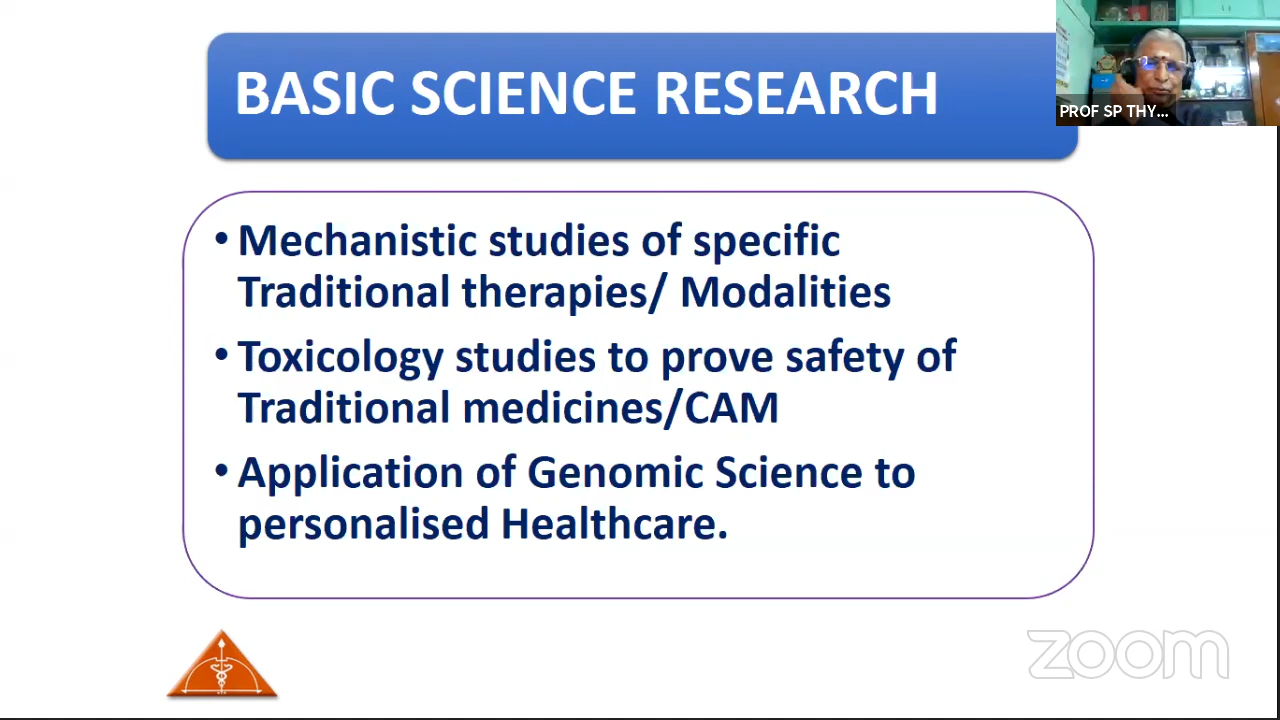 BASIC SCIENCE RESEARCH
PROF SP THY...
• Mechanistic studies of specific
Traditional therapies/ Modalities
• Toxicology studies to prove safety of
Traditional medicines/CAM
• Application of Genomic Science to
personalised Healthcare.
zoom